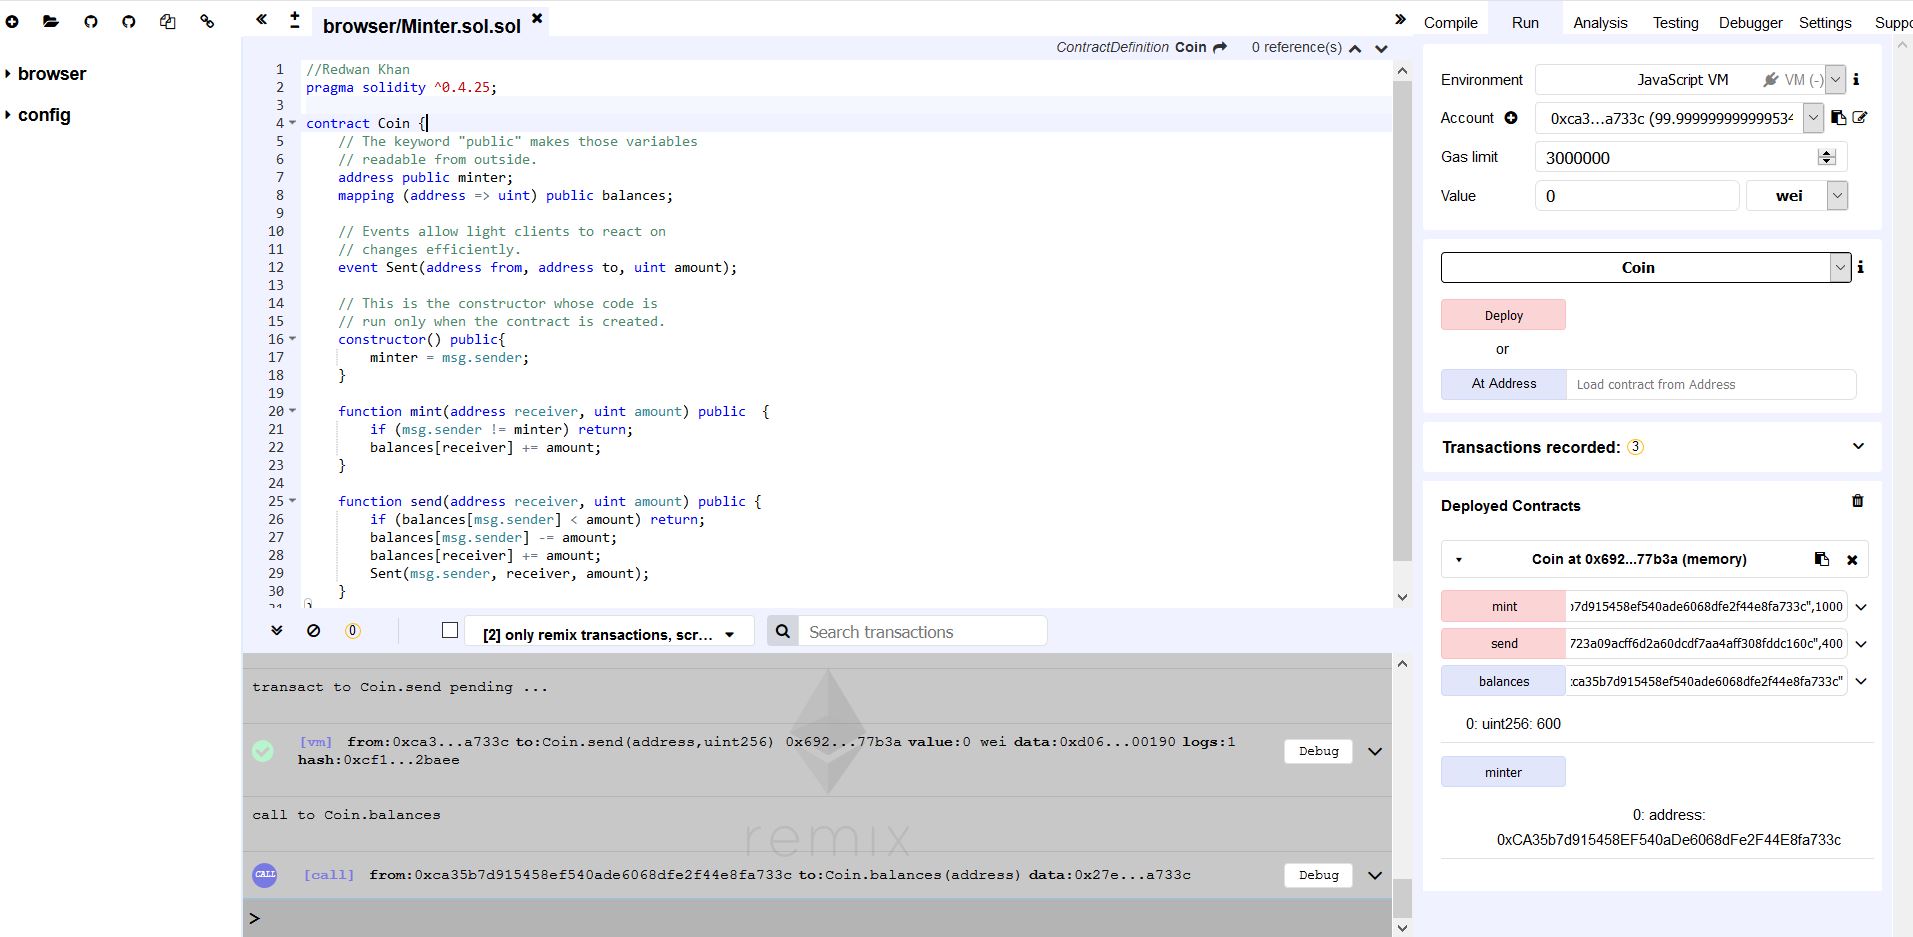 browser/Minter.sol.sol
Compile Run Analysis Testing Debugger Settings Suppo
browser
config
ContractDefinition Coin 0 reference(s)
1 //Redwan Khan
2 pragma solidity ^0.4.25;
3
4 contract Coin {
5 // The keyword "public" makes those variables
6 // readable from outside.
7 address public minter;
8 mapping (address => uint) public balances;
9
10 // Events allow light clients to react on
11 // changes efficiently.
12 event Sent(address from, address to, uint amount);
13
14 // This is the constructor whose code is
15 // run only when the contract is created.
16 constructor() public{
17 minter = msg.sender;
18 }
19
20 function mint(address receiver, uint amount) public  {
21 if (msg.sender != minter) return;
22 balances[receiver] += amount;
23 }
24
25 function send(address receiver, uint amount) public {
26 if (balances[msg.sender] < amount) return;
27 balances[msg.sender] -= amount;
28 balances[receiver] += amount;
29 Sent(msg.sender, receiver, amount);
30 }
31 }
0 [2] only remix transactions, scr... Search transactions
transact to Coin.send pending ...
[vm] from:0xca3...a733c to:Coin.send(address,uint256) 0x692...77b3a value:0 wei data:0xd06...00190 logs:1 Debug
hash:0xcf1...2baee
call to Coin.balances
remix
CALL [call] from:0xca35b7d915458ef540ade6068dfe2f44e8fa733c to:Coin.balances(address) data:0x27e...a733c Debug
>
Environment JavaScript VM VM (-)
Account 0xca3...a733c (99.999999999999534
Gas limit 3000000
Value 0 wei
Coin
Deploy
or
At Address Load contract from Address
Transactions recorded: 3
Deployed Contracts
Coin at 0x692...77b3a (memory)
mint b7d915458ef540ade6068dfe2f44e8fa733c",1000
send 723a09acff6d2a60dcdf7aa4aff308fddc160c",400
balances ca35b7d915458ef540ade6068dfe2f44e8fa733c"
0: uint256: 600
minter
0: address:
0xCA35b7d915458EF540aDe6068dFe2F44E8fa733c